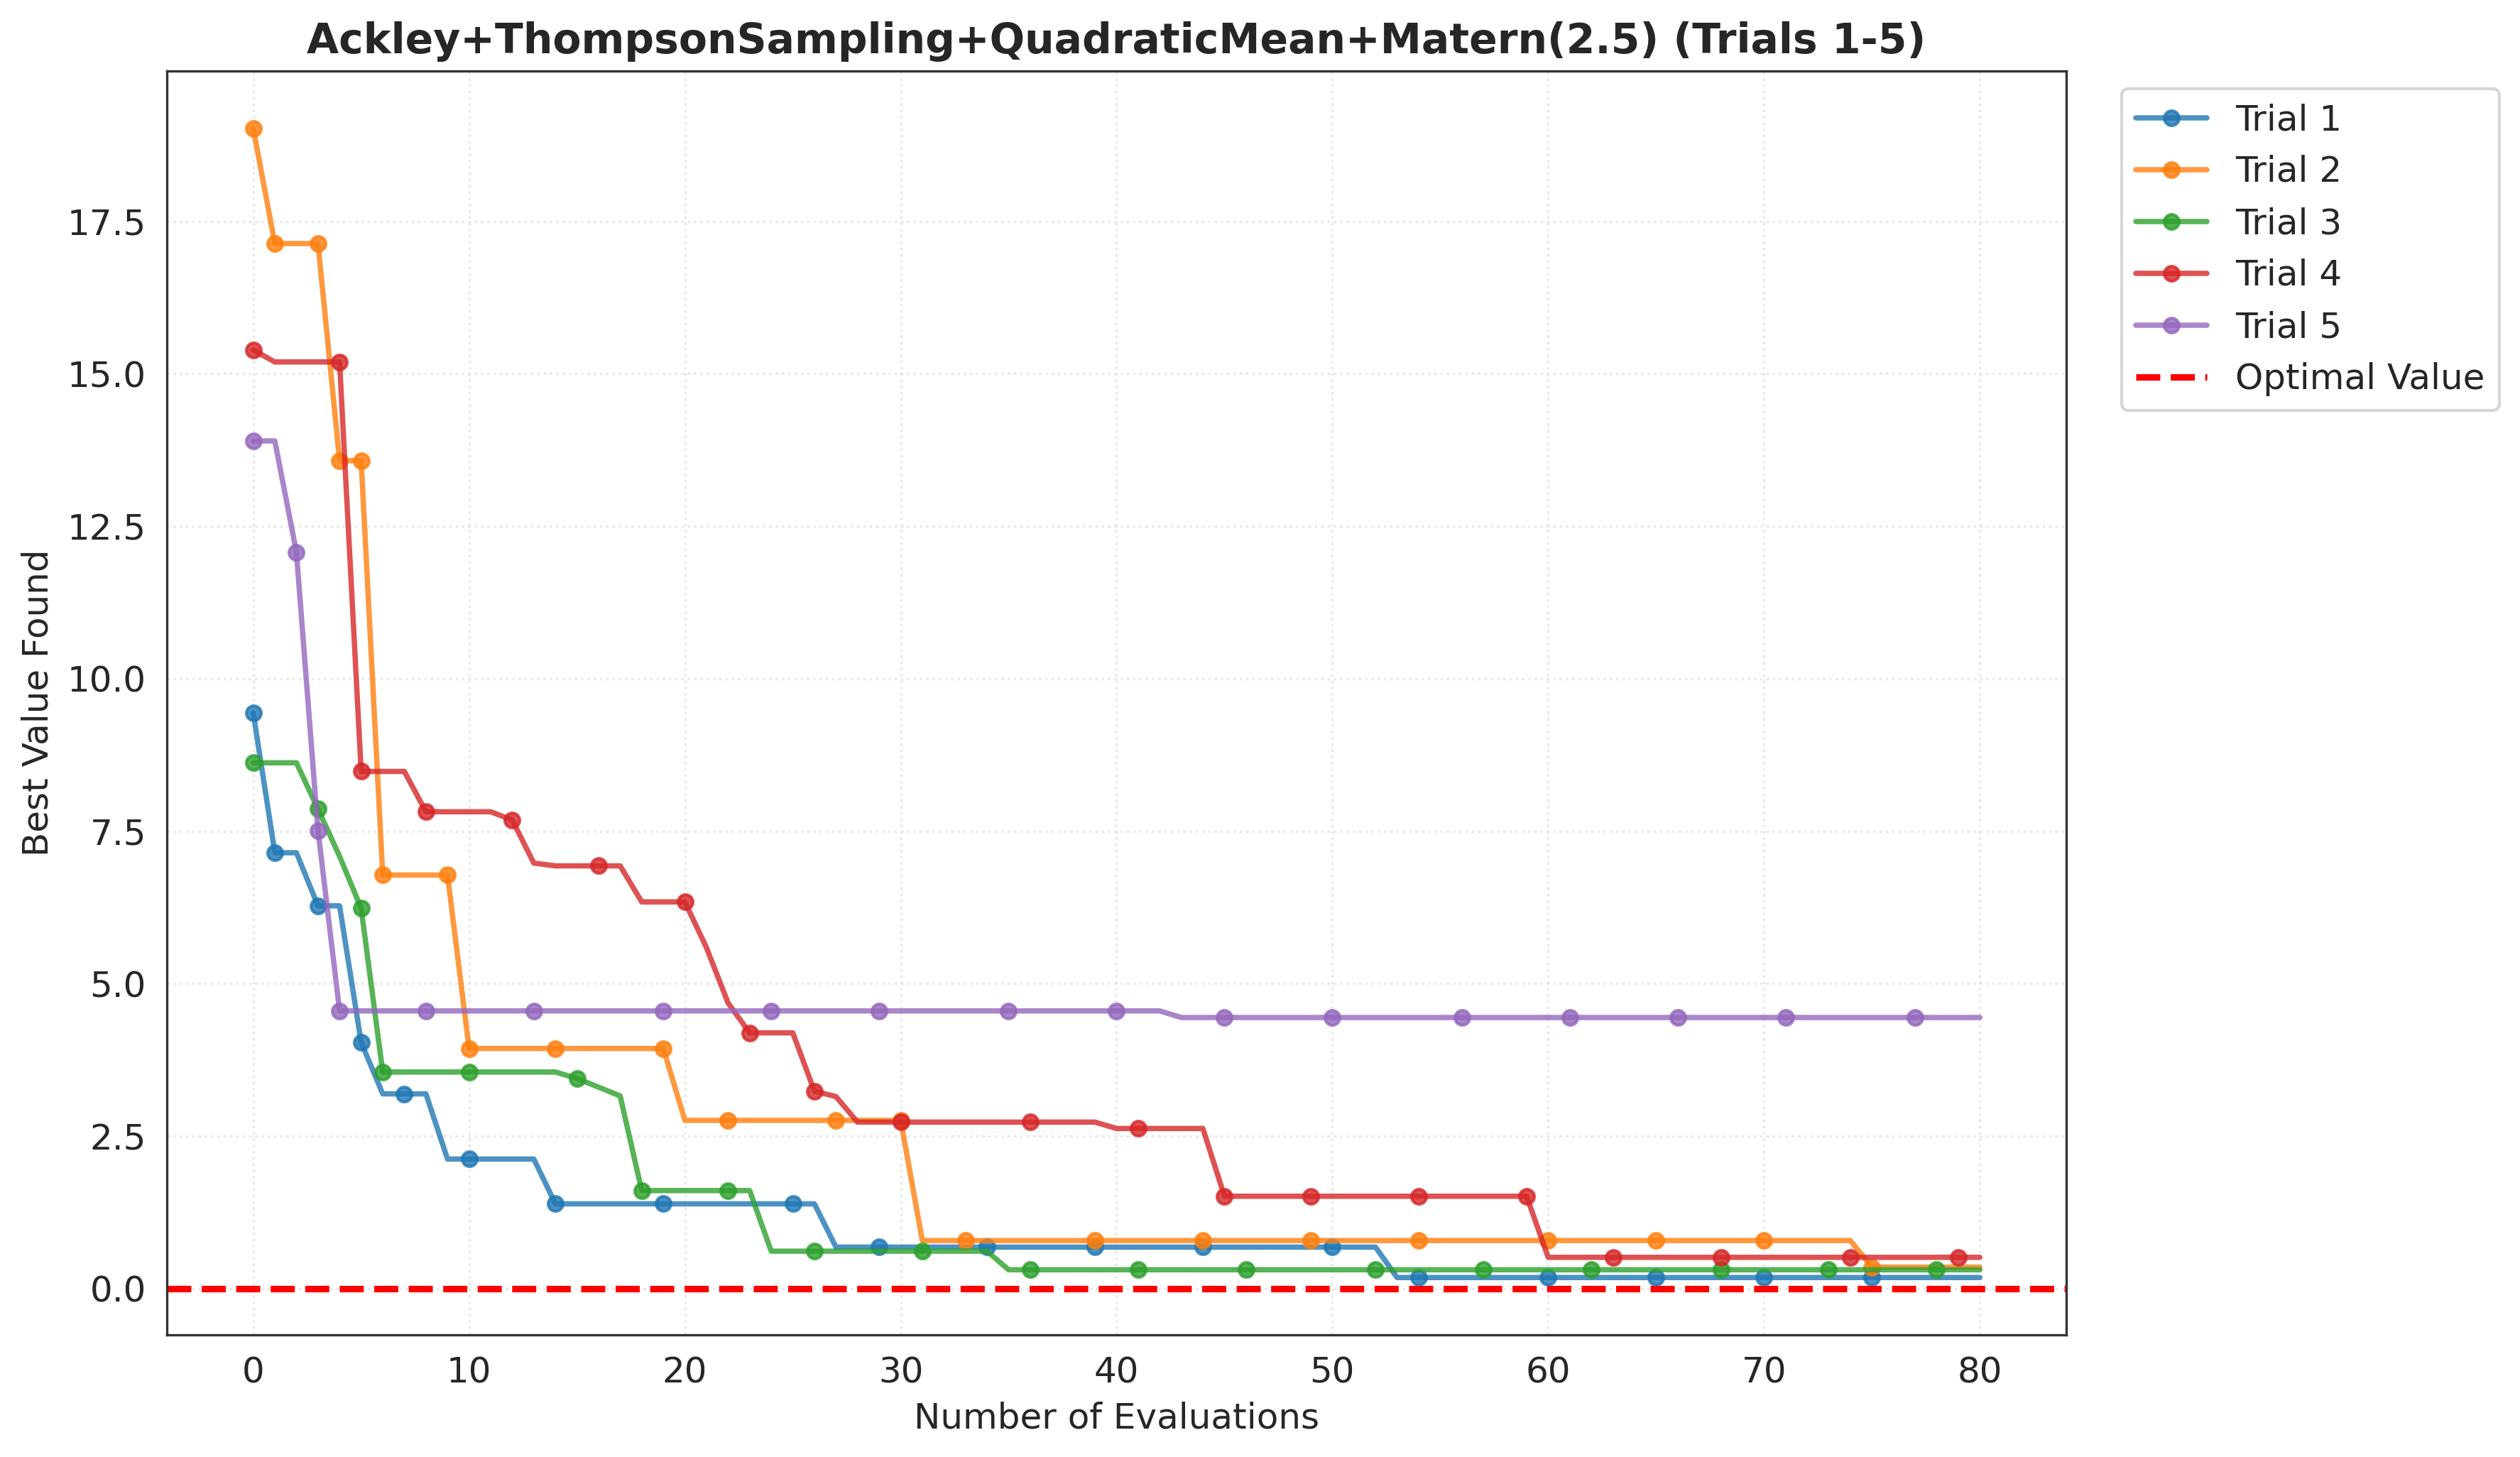 Ackley+ThompsonSampling+QuadraticMean+Matern(2.5) (Trials 1-5)
Trial 1
Trial 2
Trial 3
Trial 4
Trial 5
Optimal Value
Best Value Found
17.5
15.0
12.5
10.0
7.5
5.0
2.5
0.0
0 10 20 30 40 50 60 70 80
Number of Evaluations